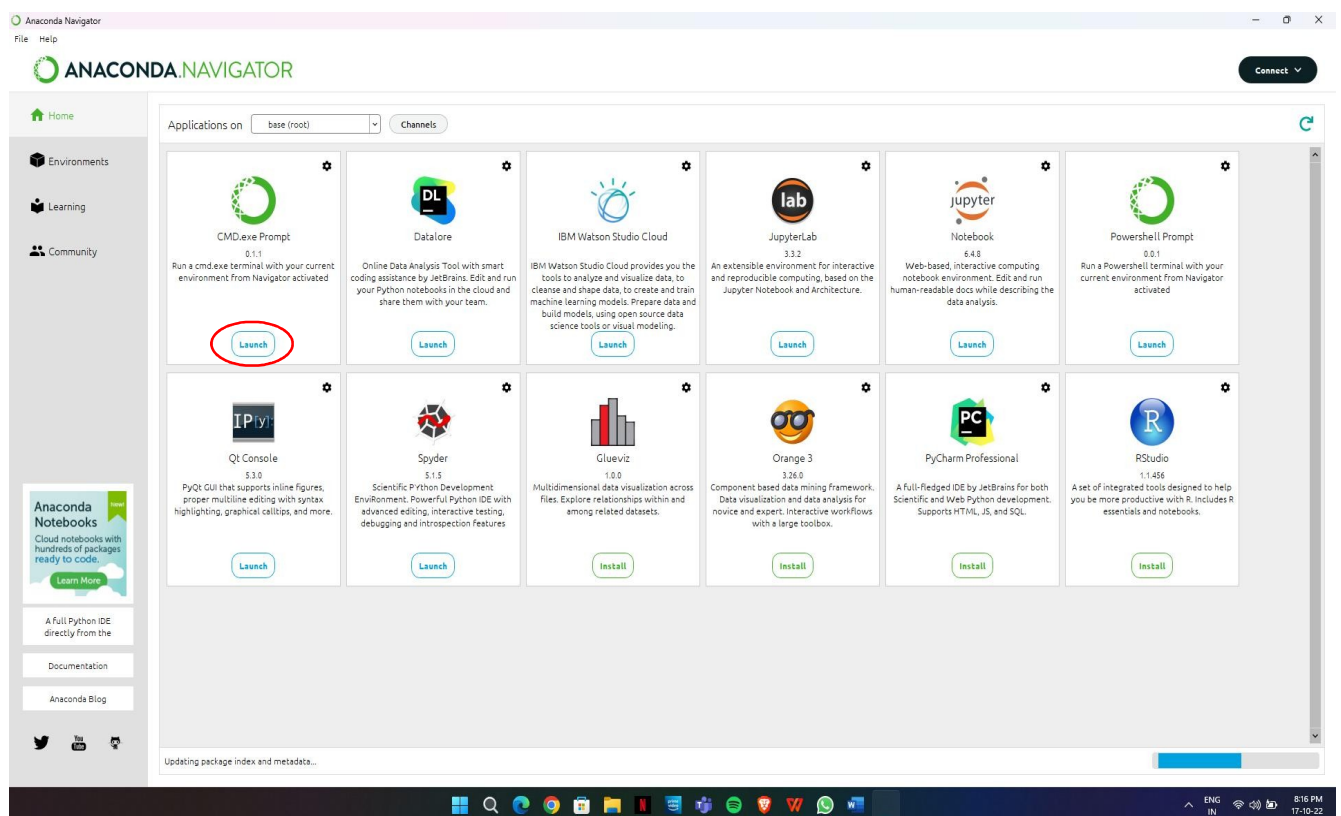 Anaconda Navigator
File Help
ANACONDA.NAVIGATOR
Connect
Home
Environments
Learning
Community
Applications on base (root) Channels
CMD.exe Prompt
0.1.1
Run a cmd.exe terminal with your current
environment from Navigator activated
Launch
DL
Datalore
Online Data Analysis Tool with smart
coding assistance by JetBrains. Edit and run
your Python notebooks in the cloud and
share them with your team.
Launch
IBM Watson Studio Cloud
IBM Watson Studio Cloud provides you the
tools to analyze and visualize data, to
cleanse and shape data, to create and train
machine learning models. Prepare data and
build models, using open source data
science tools or visual modeling.
Launch
lab
JupyterLab
3.3.2
An extensible environment for interactive
and reproducible computing, based on the
Jupyter Notebook and Architecture.
Launch
jupyter
Notebook
6.4.8
Web-based, interactive computing
notebook environment. Edit and run
human-readable docs while describing the
data analysis.
Launch
Powershell Prompt
0.0.1
Run a Powershell terminal with your
current environment from Navigator
activated
Launch
IP[y]:
Qt Console
5.3.0
PyQt GUI that supports inline figures,
proper multiline editing with syntax
highlighting, graphical calltips, and more.
Launch
Spyder
5.1.5
Scientific PYthon Development
EnviRonment. Powerful Python IDE with
advanced editing, interactive testing,
debugging and introspection features
Launch
Glueviz
1.0.0
Multidimensional data visualization across
files. Explore relationships within and
among related datasets.
Install
Orange 3
3.26.0
Component based data mining framework.
Data visualization and data analysis for
novice and expert. Interactive workflows
with a large toolbox.
Install
PC
PyCharm Professional
A full-fledged IDE by JetBrains for both
Scientific and Web Python development.
Supports HTML, JS, and SQL.
Install
R
RStudio
1.1.456
A set of integrated tools designed to help
you be more productive with R. Includes R
essentials and notebooks.
Install
Anaconda
Notebooks
New!
Cloud notebooks with
hundreds of packages
ready to code.
Learn More
A full Python IDE
directly from the
Documentation
Anaconda Blog
You
Tube
Updating package index and metadata...
ENG
IN
8:16 PM
17-10-22